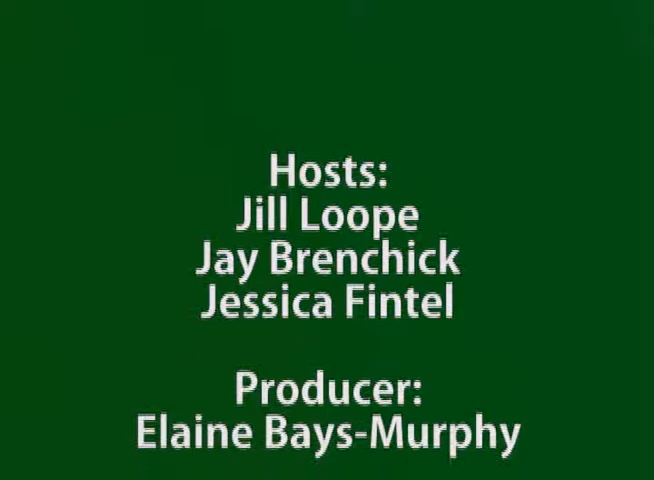 Hosts:
Jill Loope
Jay Brenchick
Jessica Fintel
Producer:
Elaine Bays-Murphy